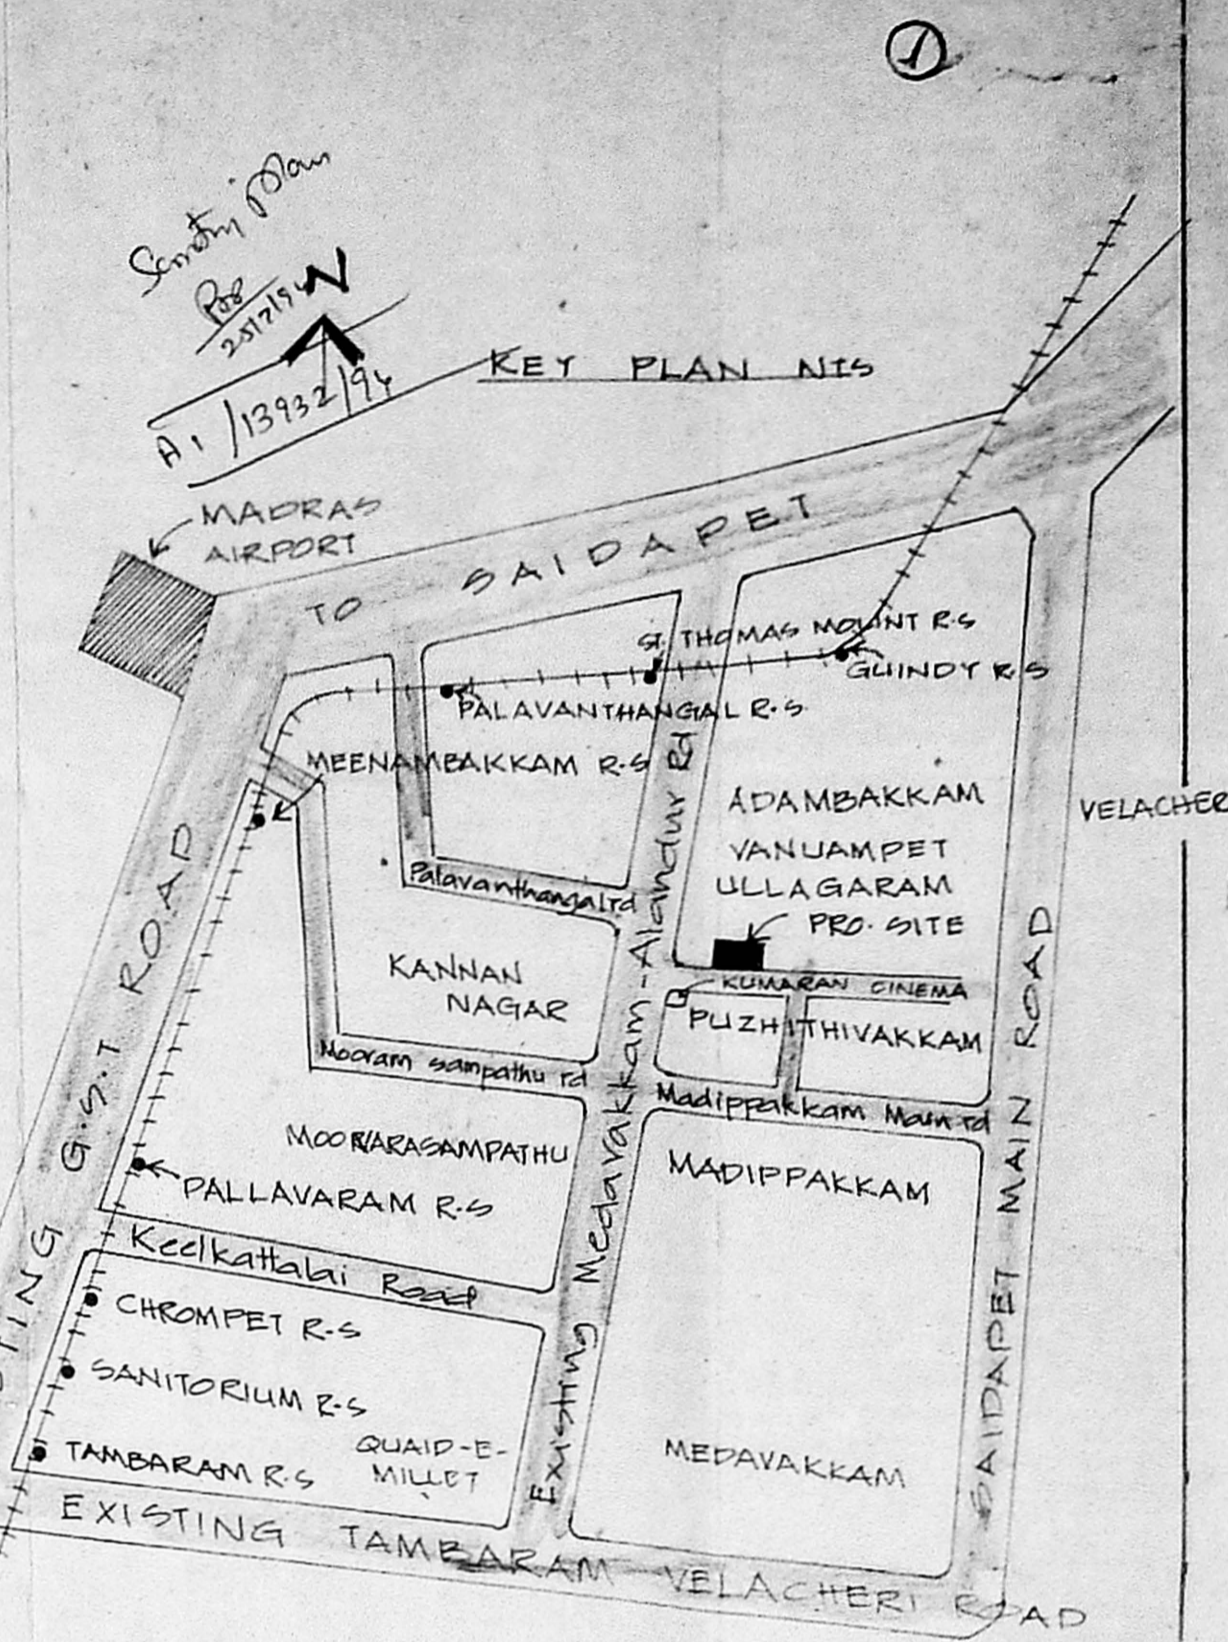 1
plan
25/7/94
N
A1/13932/94
KEY PLAN NTS
MADRAS
AIRPORT
TO SAIDAPET
ST. THOMAS MOUNT R.S
GUINDY R.S
PALAVANTHANGAL R.S
MEENAMBAKKAM R.S
ADAMBAKKAM
VELACHER
VANUAMPET
ULLAGARAM
PRO. SITE
Palavanthangal rd
KANNAN
NAGAR
KUMARAN CINEMA
PUZHITHIVAKKAM
Mooram sampathu rd
Madippakkam Main rd
MOOVARASAMPATHU
MADIPPAKKAM
PALLAVARAM R.S
Keelkattalai Road
CHROMPET R.S
SANITORIUM R.S
TAMBARAM R.S
QUAID-E-
MILLET
MEDAVAKKAM
STING G.S.T ROAD
Existing Medavakkam-Alandur Rd
SAIDAPET MAIN ROAD
EXISTING TAMBARAM VELACHERI ROAD